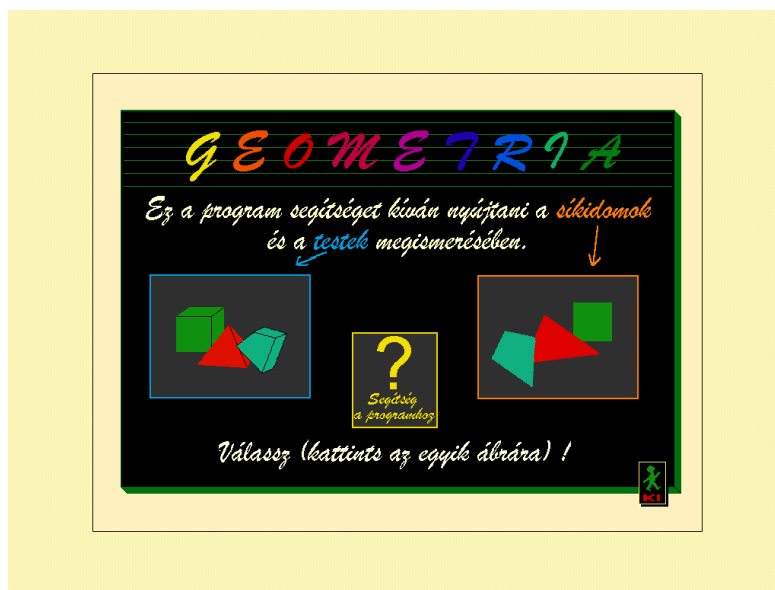 GEOMETRIA
Ez a program segítséget kíván nyújtani a síkidomok
és a testek megismerésében.
?
Segítség
a programhoz
Válassz (kattints az egyik ábrára) !
KI